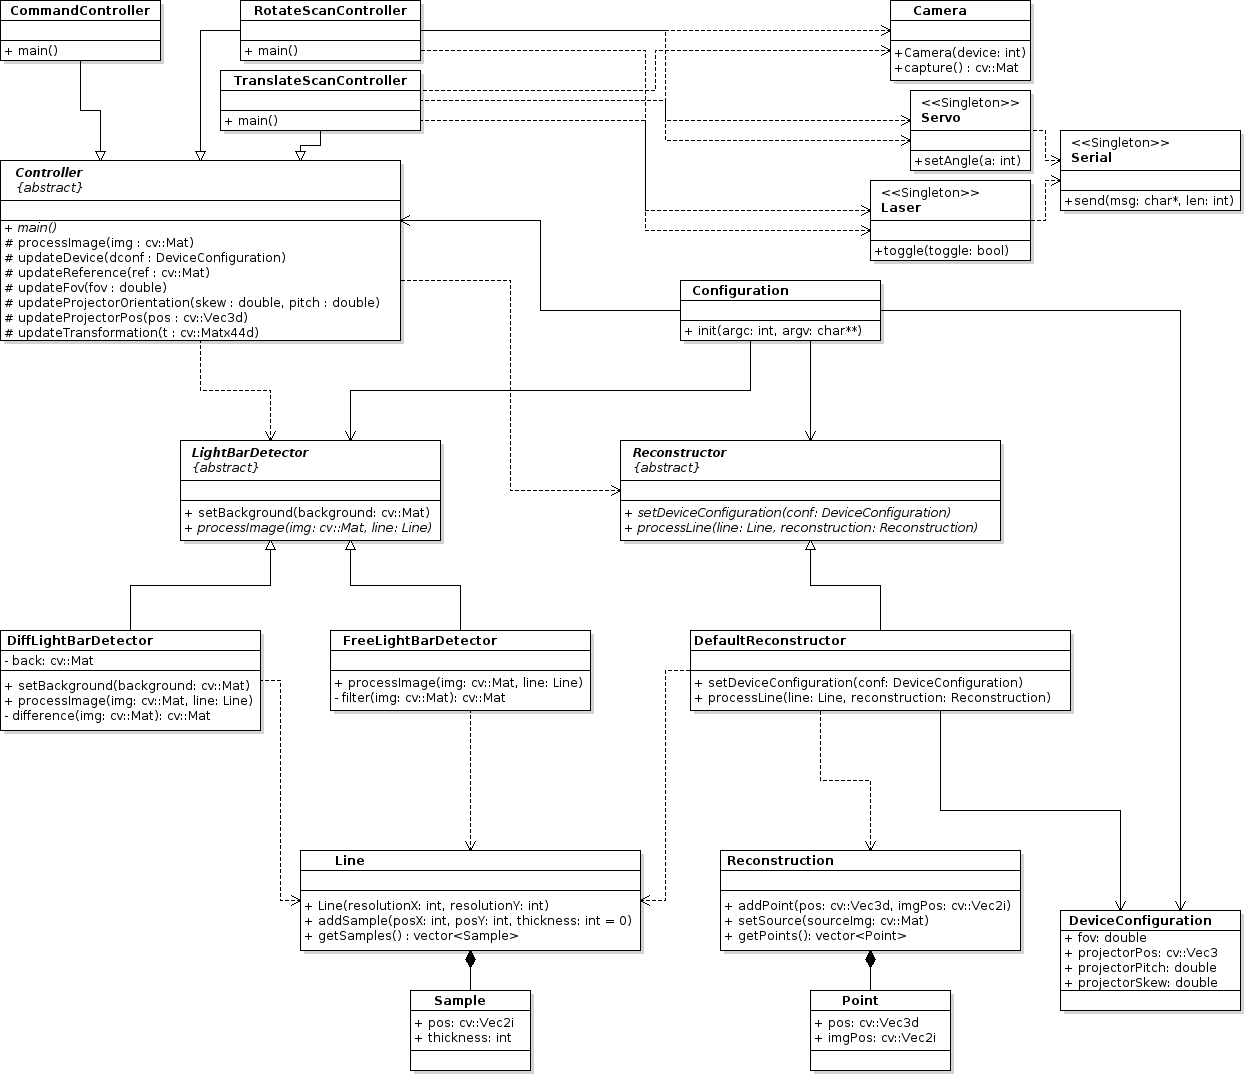 CommandController
+ main()
RotateScanController
+ main()
TranslateScanController
+ main()
Camera
+Camera(device: int)
+capture() : cv::Mat
<<Singleton>>
Servo
+setAngle(a: int)
<<Singleton>>
Serial
+send(msg: char*, len: int)
<<Singleton>>
Laser
+toggle(toggle: bool)
Controller
{abstract}
+ main()
# processImage(img : cv::Mat)
# updateDevice(dconf : DeviceConfiguration)
# updateReference(ref : cv::Mat)
# updateFov(fov : double)
# updateProjectorOrientation(skew : double, pitch : double)
# updateProjectorPos(pos : cv::Vec3d)
# updateTransformation(t : cv::Matx44d)
Configuration
+ init(argc: int, argv: char**)
LightBarDetector
{abstract}
+ setBackground(background: cv::Mat)
+ processImage(img: cv::Mat, line: Line)
Reconstructor
{abstract}
+ setDeviceConfiguration(conf: DeviceConfiguration)
+ processLine(line: Line, reconstruction: Reconstruction)
DiffLightBarDetector
- back: cv::Mat
+ setBackground(background: cv::Mat)
+ processImage(img: cv::Mat, line: Line)
- difference(img: cv::Mat): cv::Mat
FreeLightBarDetector
+ processImage(img: cv::Mat, line: Line)
- filter(img: cv::Mat): cv::Mat
DefaultReconstructor
+ setDeviceConfiguration(conf: DeviceConfiguration)
+ processLine(line: Line, reconstruction: Reconstruction)
Line
+ Line(resolutionX: int, resolutionY: int)
+ addSample(posX: int, posY: int, thickness: int = 0)
+ getSamples() : vector<Sample>
Reconstruction
+ addPoint(pos: cv::Vec3d, imgPos: cv::Vec2i)
+ setSource(sourceImg: cv::Mat)
+ getPoints(): vector<Point>
DeviceConfiguration
+ fov: double
+ projectorPos: cv::Vec3
+ projectorPitch: double
+ projectorSkew: double
Sample
+ pos: cv::Vec2i
+ thickness: int
Point
+ pos: cv::Vec3d
+ imgPos: cv::Vec2i